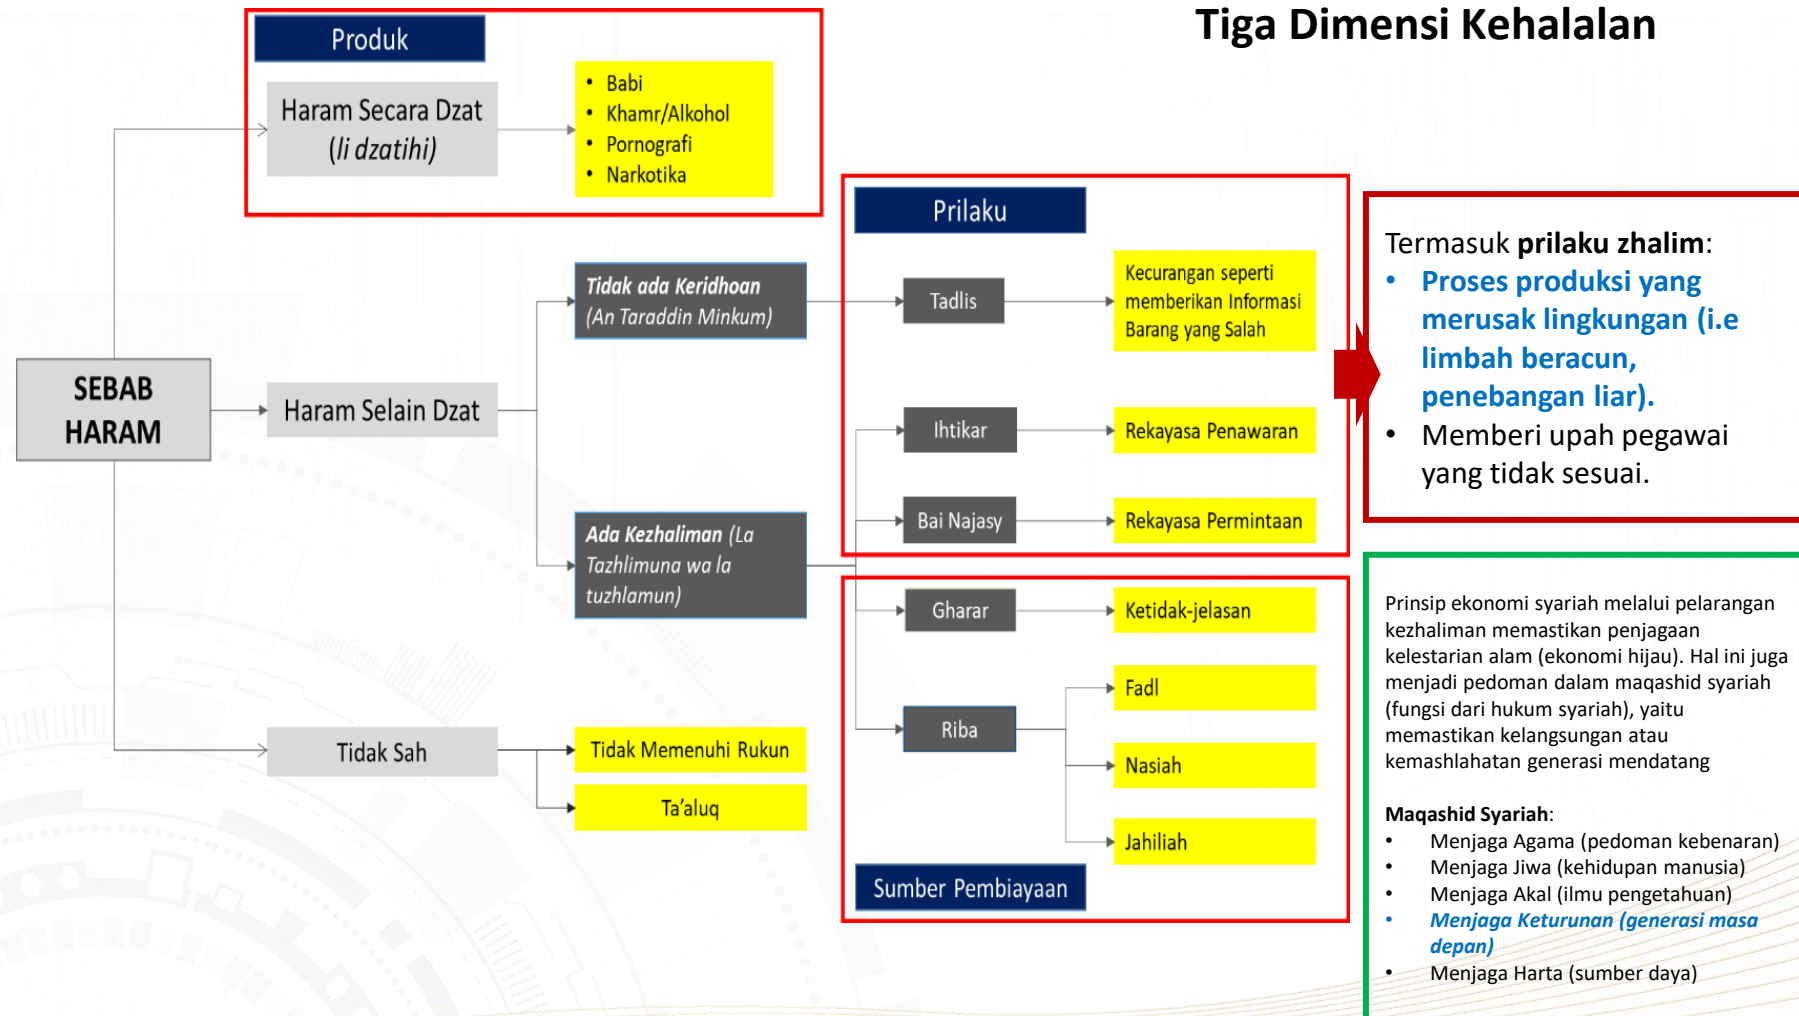 Tiga Dimensi Kehalalan
Produk
Haram Secara Dzat
(li dzatihi)
• Babi
• Khamr/Alkohol
• Pornografi
• Narkotika
SEBAB
HARAM
Haram Selain Dzat
Tidak Sah
Tidak ada Keridhoan
(An Taraddin Minkum)
Ada Kezhaliman (La
Tazhlimuna wa la
tuzhlamun)
Tidak Memenuhi Rukun
Ta'aluq
Prilaku
Tadlis
Kecurangan seperti
memberikan Informasi
Barang yang Salah
Ihtikar
Rekayasa Penawaran
Bai Najasy
Rekayasa Permintaan
Gharar
Ketidak-jelasan
Riba
Fadl
Nasiah
Jahiliah
Sumber Pembiayaan
Termasuk prilaku zhalim:
• Proses produksi yang
merusak lingkungan (i.e
limbah beracun,
penebangan liar).
• Memberi upah pegawai
yang tidak sesuai.
Prinsip ekonomi syariah melalui pelarangan
kezhaliman memastikan penjagaan
kelestarian alam (ekonomi hijau). Hal ini juga
menjadi pedoman dalam maqashid syariah
(fungsi dari hukum syariah), yaitu
memastikan kelangsungan atau
kemashlahatan generasi mendatang
Maqashid Syariah:
• Menjaga Agama (pedoman kebenaran)
• Menjaga Jiwa (kehidupan manusia)
• Menjaga Akal (ilmu pengetahuan)
• Menjaga Keturunan (generasi masa
depan)
• Menjaga Harta (sumber daya)